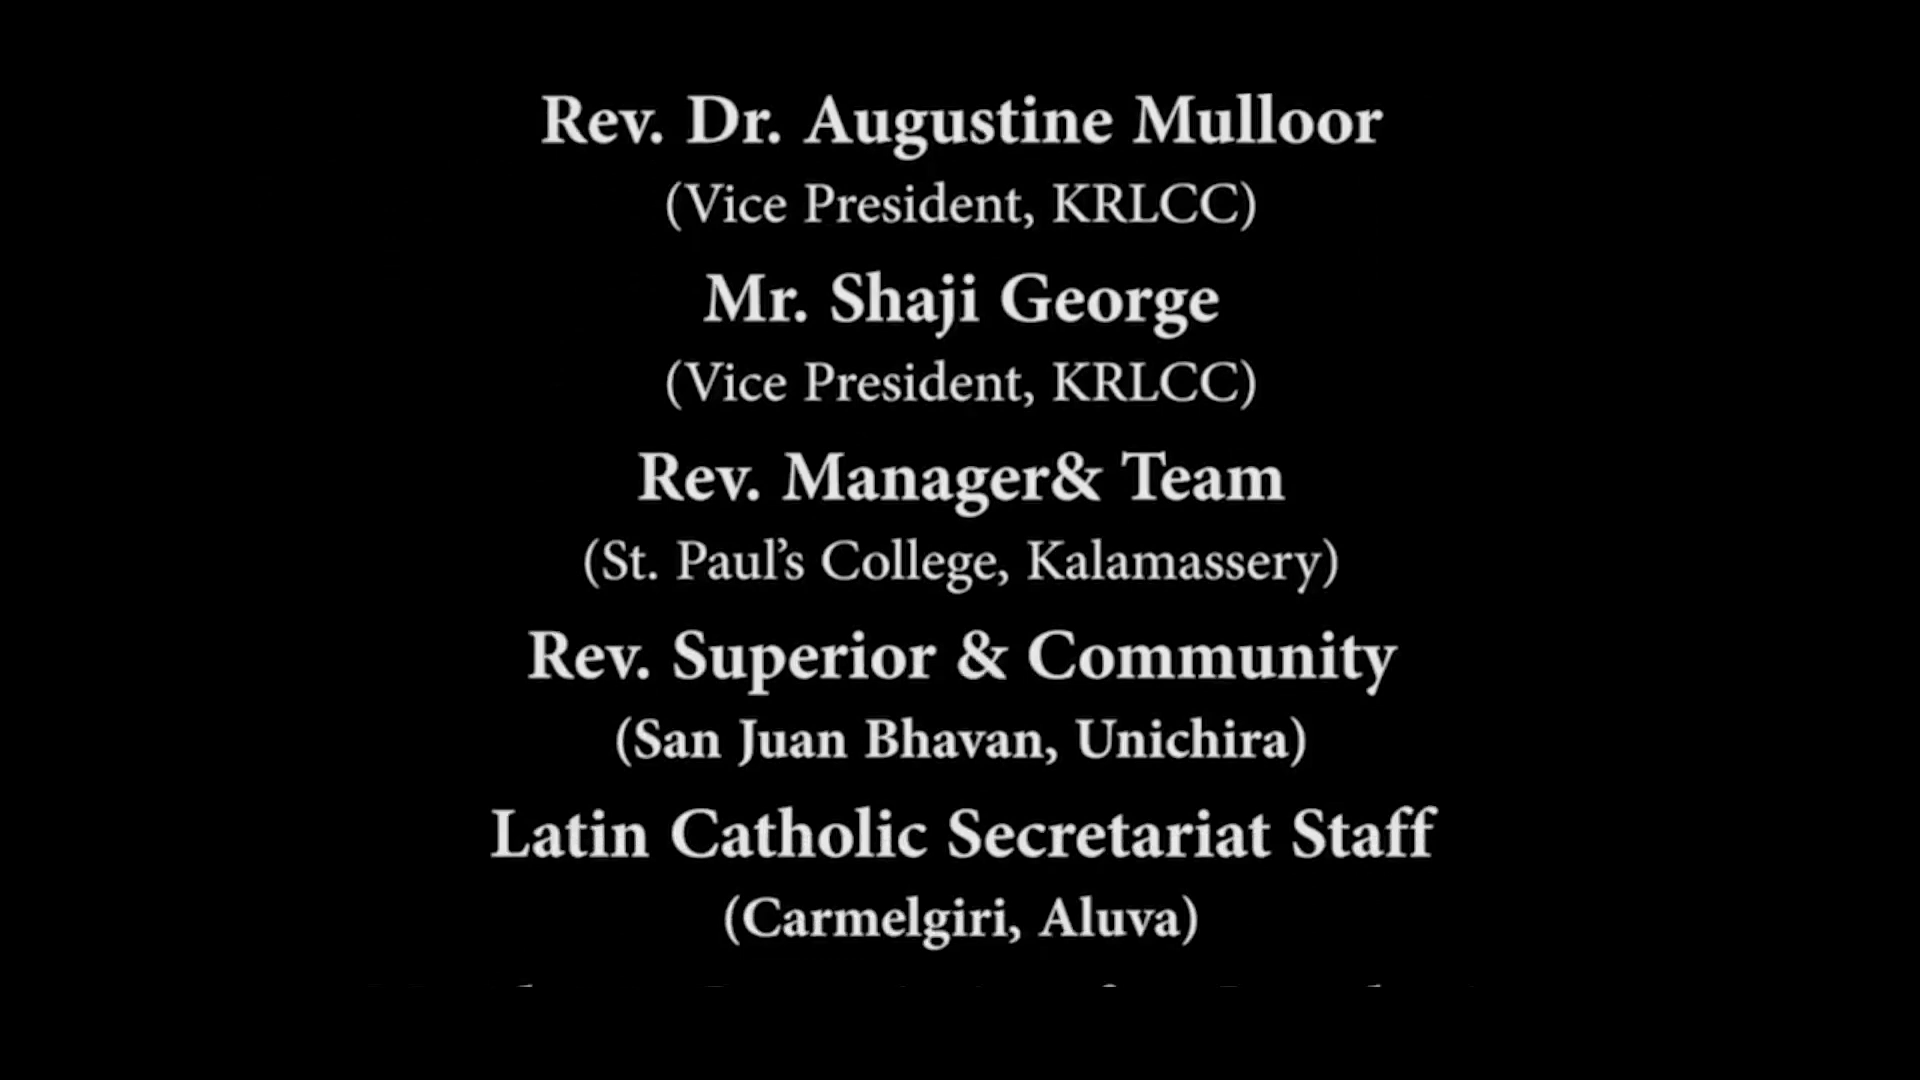 Rev. Dr. Augustine Mulloor
(Vice President, KRLCC)
Mr. Shaji George
(Vice President, KRLCC)
Rev. Manager& Team
(St. Paul’s College, Kalamassery)
Rev. Superior & Community
(San Juan Bhavan, Unichira)
Latin Catholic Secretariat Staff
(Carmelgiri, Aluva)